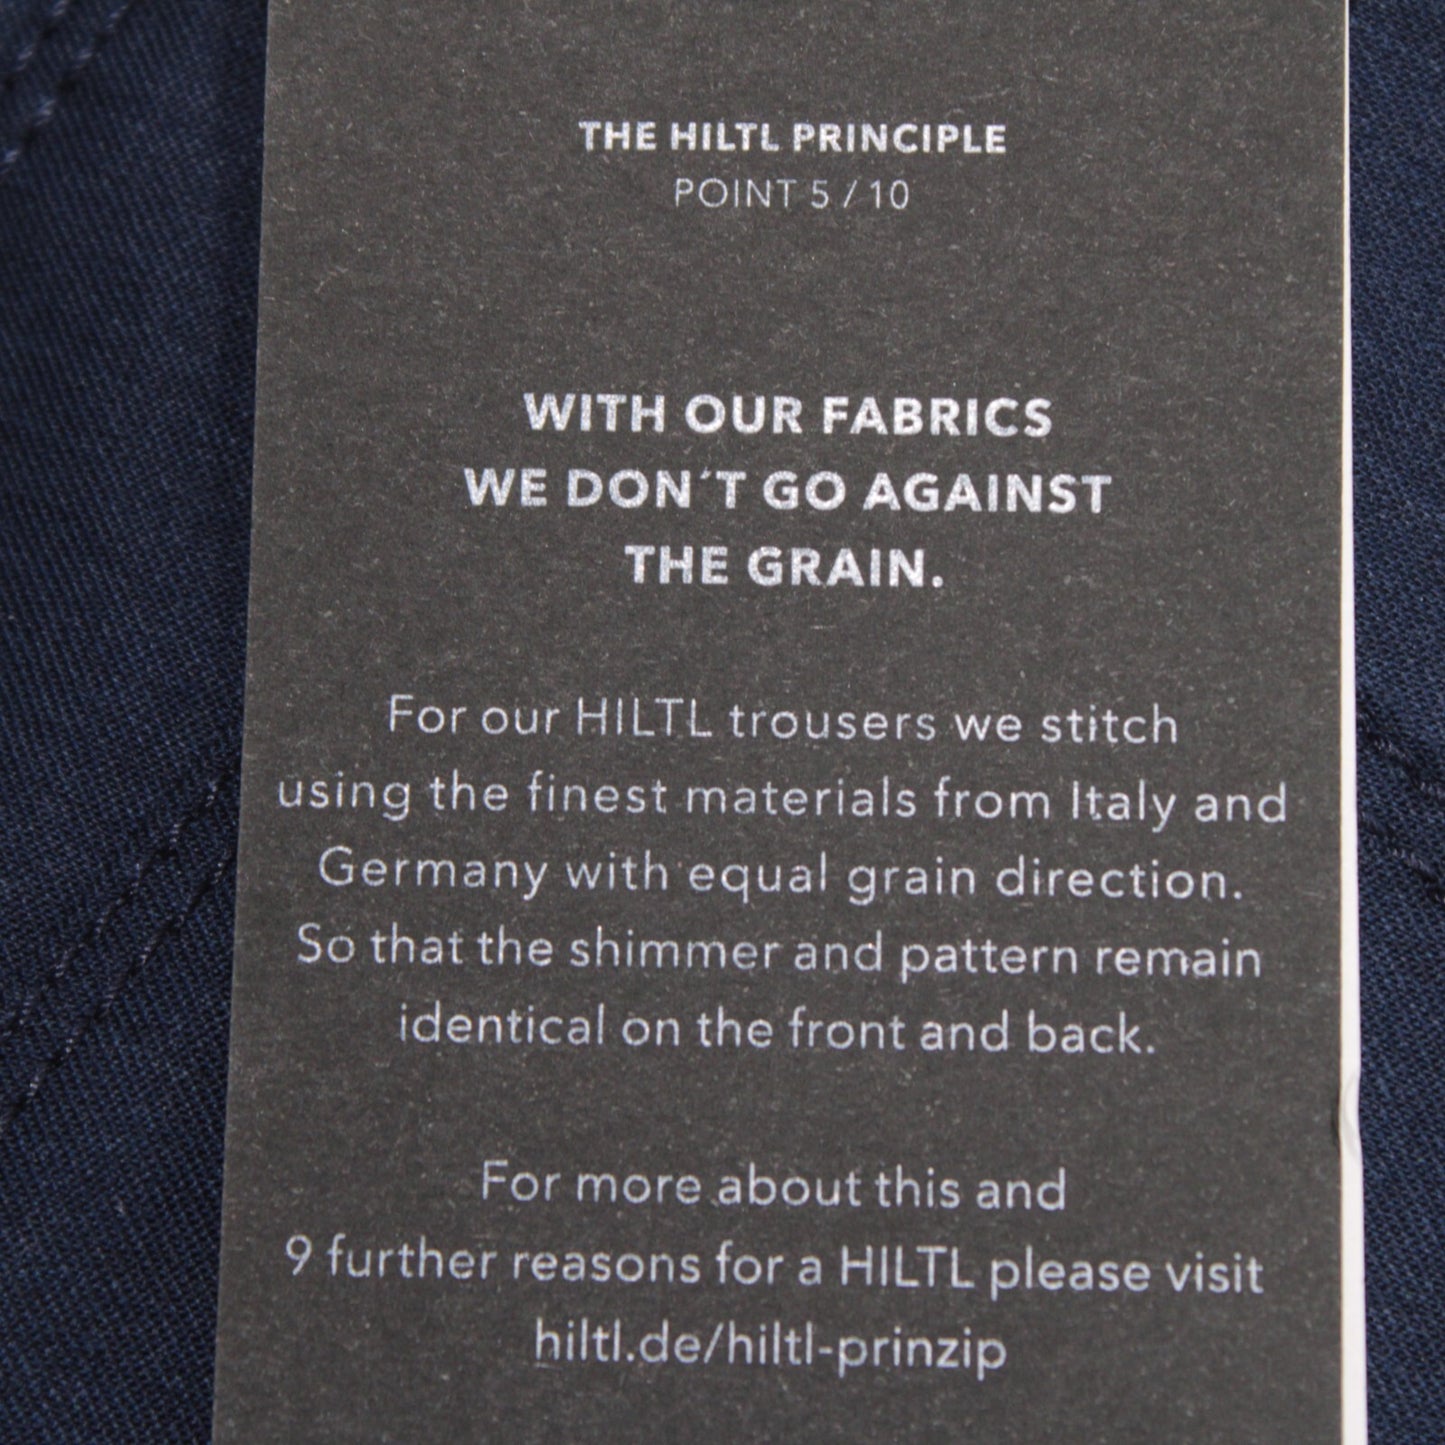 THE HILTL PRINCIPLE
POINT 5 / 10
WITH OUR FABRICS
WE DON´T GO AGAINST
THE GRAIN.
For our HILTL trousers we stitch
using the finest materials from Italy and
Germany with equal grain direction.
So that the shimmer and pattern remain
identical on the front and back.
For more about this and
9 further reasons for a HILTL please visit
hiltl.de/hiltl-prinzip